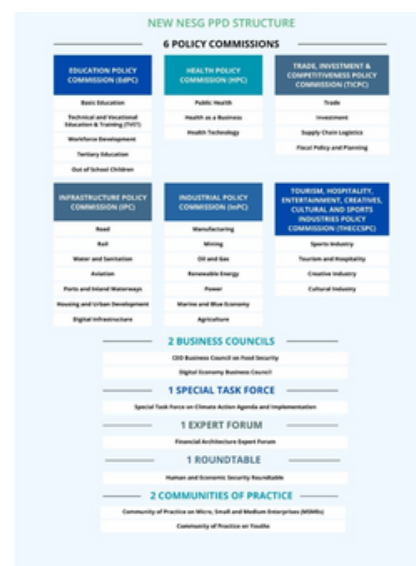 NEW NESG PPD STRUCTURE
6 POLICY COMMISSIONS
EDUCATION POLICY
COMMISSION (EdPC)
Basic Education
Technical and Vocational
Education & Training (TVET)
Workforce Development
Tertiary Education
Out of School Children
HEALTH POLICY
COMMISSION (HPC)
Public Health
Health as a Business
Health Technology
TRADE, INVESTMENT &
COMPETITIVENESS POLICY
COMMISSION (TICPC)
Trade
Investment
Supply Chain Logistics
Fiscal Policy and Planning
INFRASTRUCTURE POLICY
COMMISSION (IPC)
Road
Rail
Water and Sanitation
Aviation
Ports and Inland Waterways
Housing and Urban Development
Digital Infrastructure
INDUSTRIAL POLICY
COMMISSION (InPC)
Manufacturing
Mining
Oil and Gas
Renewable Energy
Power
Marine and Blue Economy
Agriculture
TOURISM, HOSPITALITY,
ENTERTAINMENT, CREATIVES,
CULTURAL AND SPORTS
INDUSTRIES POLICY
COMMISSION (THECCSPC)
Sports Industry
Tourism and Hospitality
Creative Industry
Cultural Industry
2 BUSINESS COUNCILS
CEO Business Council on Food Security
Digital Economy Business Council
1 SPECIAL TASK FORCE
Special Task Force on Climate Action Agenda and Implementation
1 EXPERT FORUM
Financial Architecture Expert Forum
1 ROUNDTABLE
Human and Economic Security Roundtable
2 COMMUNITIES OF PRACTICE
Community of Practice on Micro, Small and Medium Enterprises (MSMEs)
Community of Practice on Youths